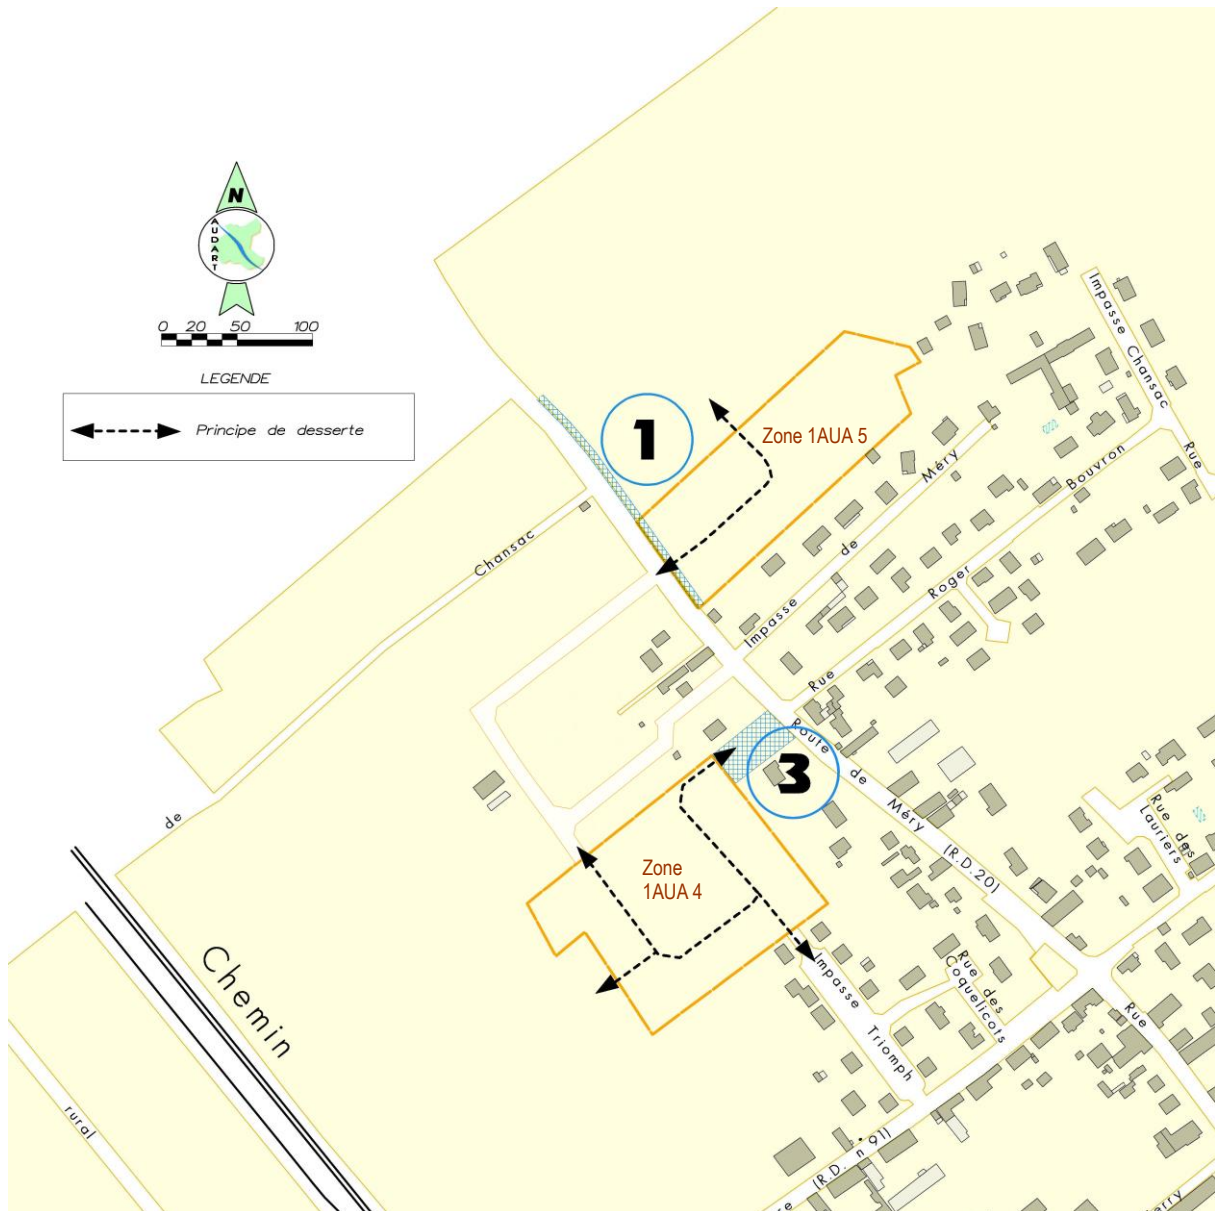 N
AUDART
0 20 50 100
LEGENDE
Principe de desserte
1
Zone 1AUA 5
Impasse Chansac
Rue
Méry
de
Impasse
Bouvron
Roger
Rue
Chansac
de
Route de Méry (R.D.20)
3
Zone
1AUA 4
Rue des
Lauriers
Rue des
Coquelicots
Impasse Triomph
Rue
Chemin
rural
(R.D. n°91)
re
erry